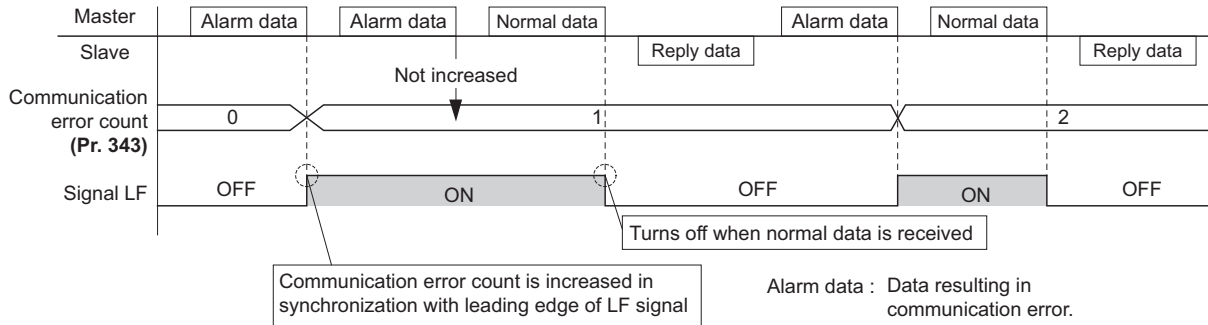 Master
Alarm data
Alarm data
Normal data
Alarm data
Normal data
Slave
Reply data
Reply data
Not increased
Communication
error count
(Pr. 343)
0
1
2
Signal LF
OFF
ON
OFF
ON
OFF
Turns off when normal data is received
Communication error count is increased in
synchronization with leading edge of LF signal
Alarm data : Data resulting in
communication error.